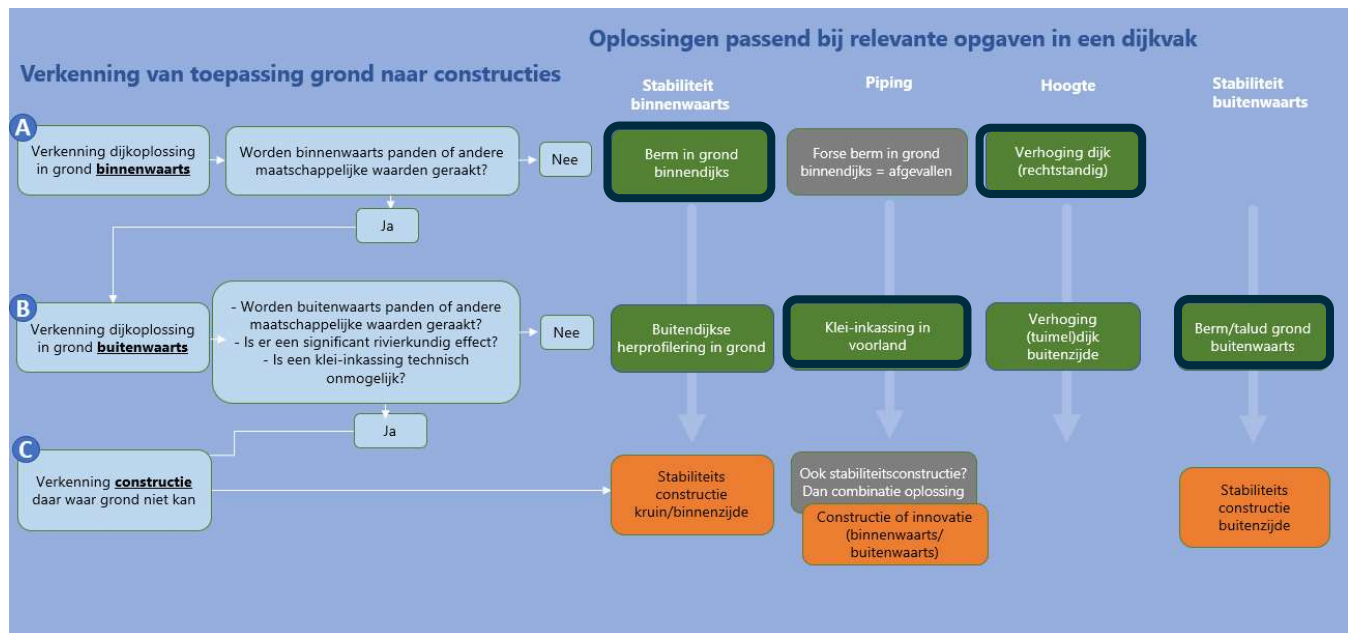 Oplossingen passend bij relevante opgaven in een dijkvak
Verkenning van toepassing grond naar constructies
Stabiliteit
binnenwaarts
Piping
Hoogte
Stabiliteit
buitenwaarts
A
Verkenning dijkoplossing
in grond binnenwaarts
Worden binnenwaarts panden of andere
maatschappelijke waarden geraakt?
Nee
Berm in grond
binnendijks
Forse berm in grond
binnendijks = afgevallen
Verhoging dijk
(rechtstandig)
Ja
B
Verkenning dijkoplossing
in grond buitenwaarts
- Worden buitenwaarts panden of andere
maatschappelijke waarden geraakt?
- Is er een significant rivierkundig effect?
- Is een klei-inkassing technisch
onmogelijk?
Nee
Buitendijkse
herprofilering in grond
Klei-inkassing in
voorland
Verhoging
(tuimel)dijk
buitenzijde
Berm/talud grond
buitenwaarts
Ja
C
Verkenning constructie
daar waar grond niet kan
Stabiliteits
constructie
kruin/binnenzijde
Ook stabiliteitsconstructie?
Dan combinatie oplossing
Constructie of innovatie
(binnenwaarts/
buitenwaarts)
Stabiliteits
constructie
buitenzijde